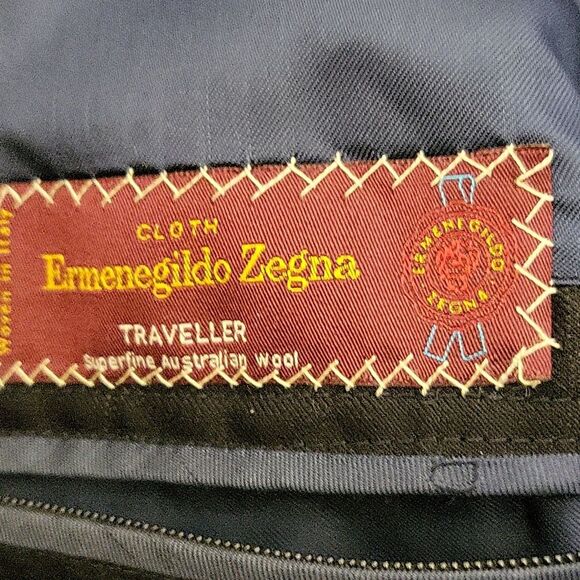 Woven in Italy
CLOTH
Ermenegildo Zegna
TRAVELLER
Superfine Australian Wool
ERMENEGILDO
ZEGNA